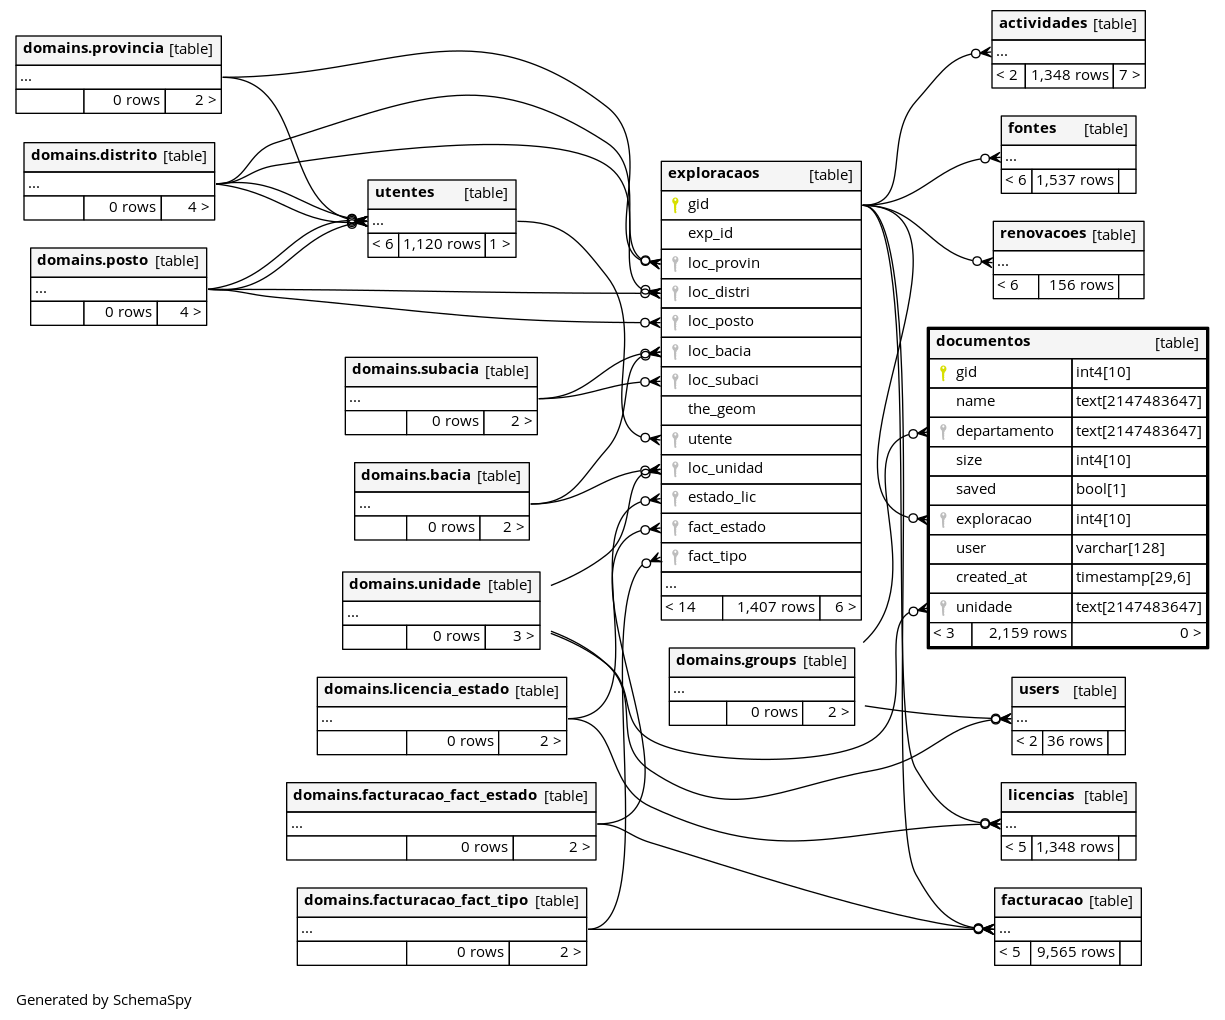 domains.provincia [table]
...
0 rows 2 >
domains.distrito [table]
...
0 rows 4 >
domains.posto [table]
...
0 rows 4 >
utentes [table]
...
< 6 1,120 rows 1 >
domains.subacia [table]
...
0 rows 2 >
domains.bacia [table]
...
0 rows 2 >
domains.unidade [table]
...
0 rows 3 >
domains.licencia_estado [table]
...
0 rows 2 >
domains.facturacao_fact_estado [table]
...
0 rows 2 >
domains.facturacao_fact_tipo [table]
...
0 rows 2 >
exploracaos [table]
gid
exp_id
loc_provin
loc_distri
loc_posto
loc_bacia
loc_subaci
the_geom
utente
loc_unidad
estado_lic
fact_estado
fact_tipo
...
< 14 1,407 rows 6 >
domains.groups [table]
...
0 rows 2 >
actividades [table]
...
< 2 1,348 rows 7 >
fontes [table]
...
< 6 1,537 rows
renovacoes [table]
...
< 6 156 rows
documentos [table]
gid int4[10]
name text[2147483647]
departamento text[2147483647]
size int4[10]
saved bool[1]
exploracao int4[10]
user varchar[128]
created_at timestamp[29,6]
unidade text[2147483647]
< 3 2,159 rows 0 >
users [table]
...
< 2 36 rows
licencias [table]
...
< 5 1,348 rows
facturacao [table]
...
< 5 9,565 rows
Generated by SchemaSpy